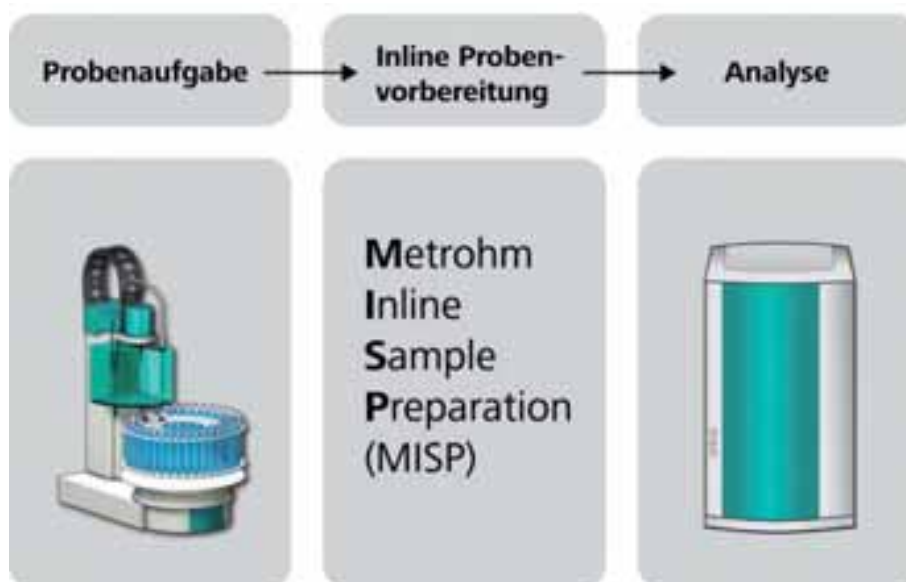 Probenaufgabe
Inline Proben-
vorbereitung
Analyse
Metrohm
Inline
Sample
Preparation
(MISP)